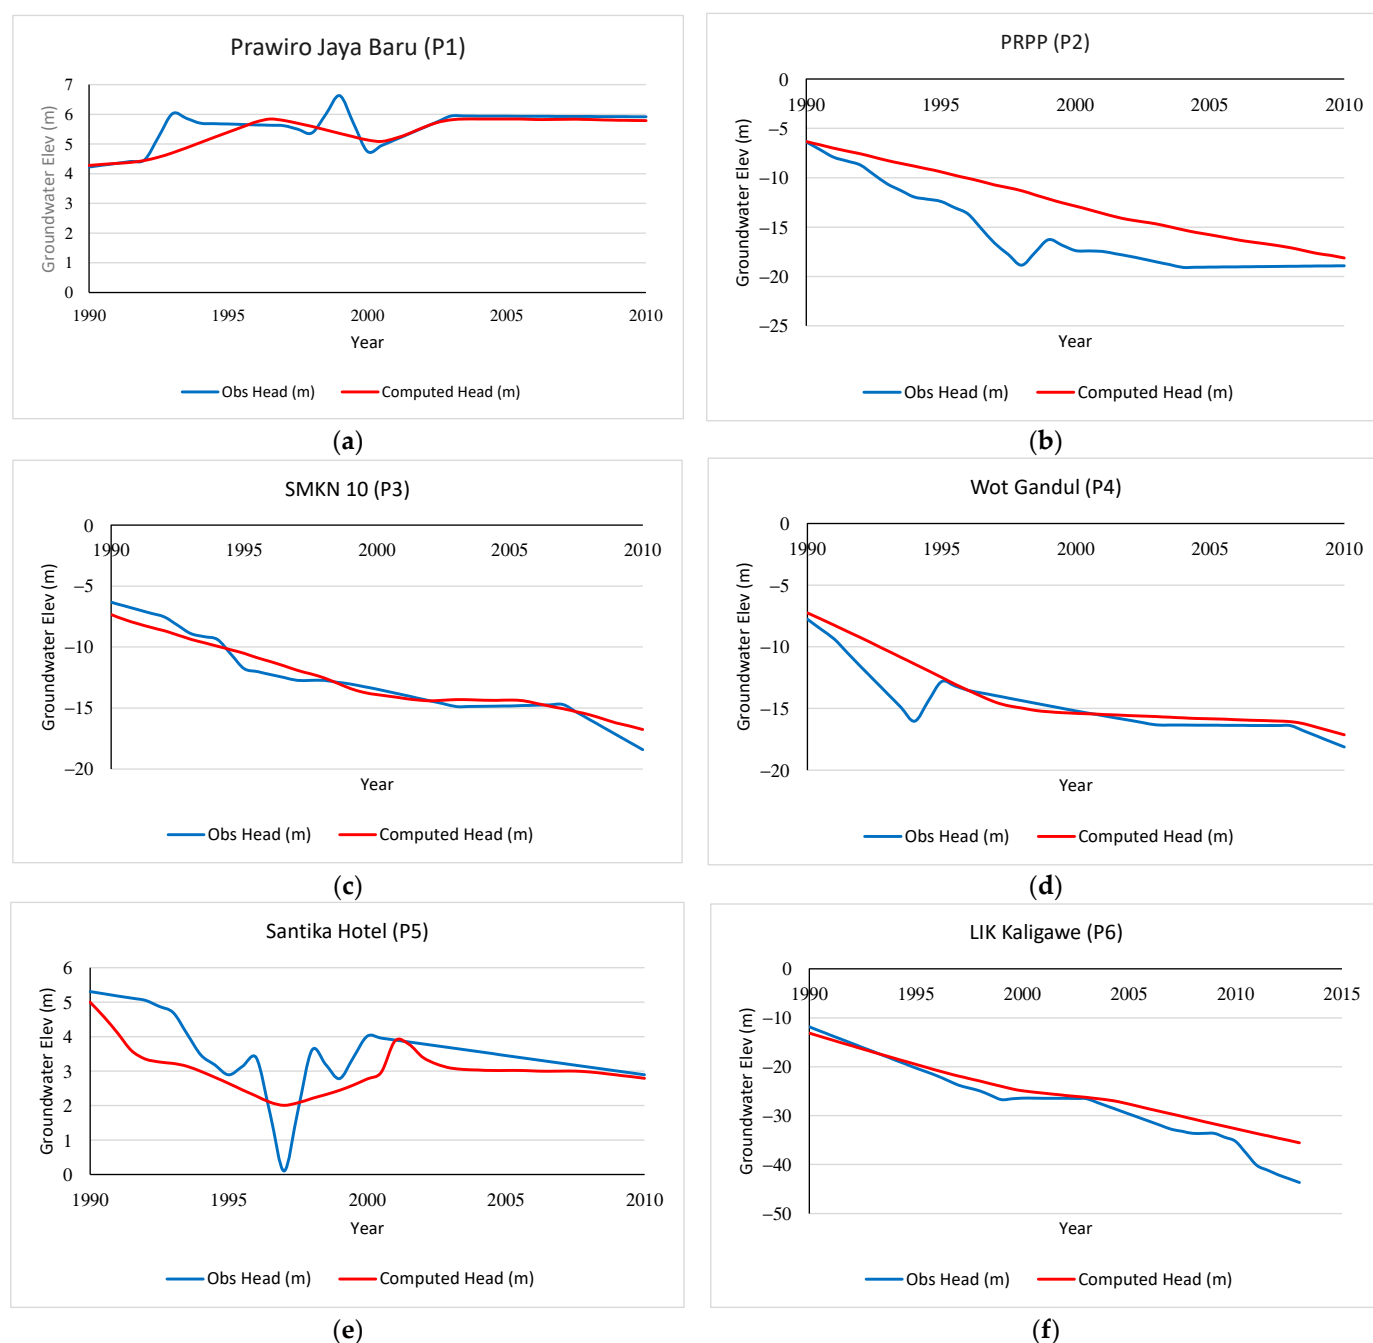 Prawiro Jaya Baru (P1)
Groundwater Elev (m)
7
6
5
4
3
2
1
0
1990 1995 2000 2005 2010
Year
Obs Head (m) Computed Head (m)
(a)
PRPP (P2)
Groundwater Elev (m)
0
1990 1995 2000 2005 2010
−5
−10
−15
−20
−25
Year
Obs Head (m) Computed Head (m)
(b)
SMKN 10 (P3)
Groundwater Elev (m)
0
1990 1995 2000 2005 2010
−5
−10
−15
−20
Year
Obs Head (m) Computed Head (m)
(c)
Wot Gandul (P4)
Groundwater Elev (m)
0
1990 1995 2000 2005 2010
−5
−10
−15
−20
Year
Obs Head (m) Computed Head (m)
(d)
Santika Hotel (P5)
Groundwater Elev (m)
6
5
4
3
2
1
0
1990 1995 2000 2005 2010
Year
Obs Head (m) Computed Head (m)
(e)
LIK Kaligawe (P6)
Groundwater Elev (m)
0
1990 1995 2000 2005 2010 2015
−10
−20
−30
−40
−50
Year
Obs Head (m) Computed Head (m)
(f)